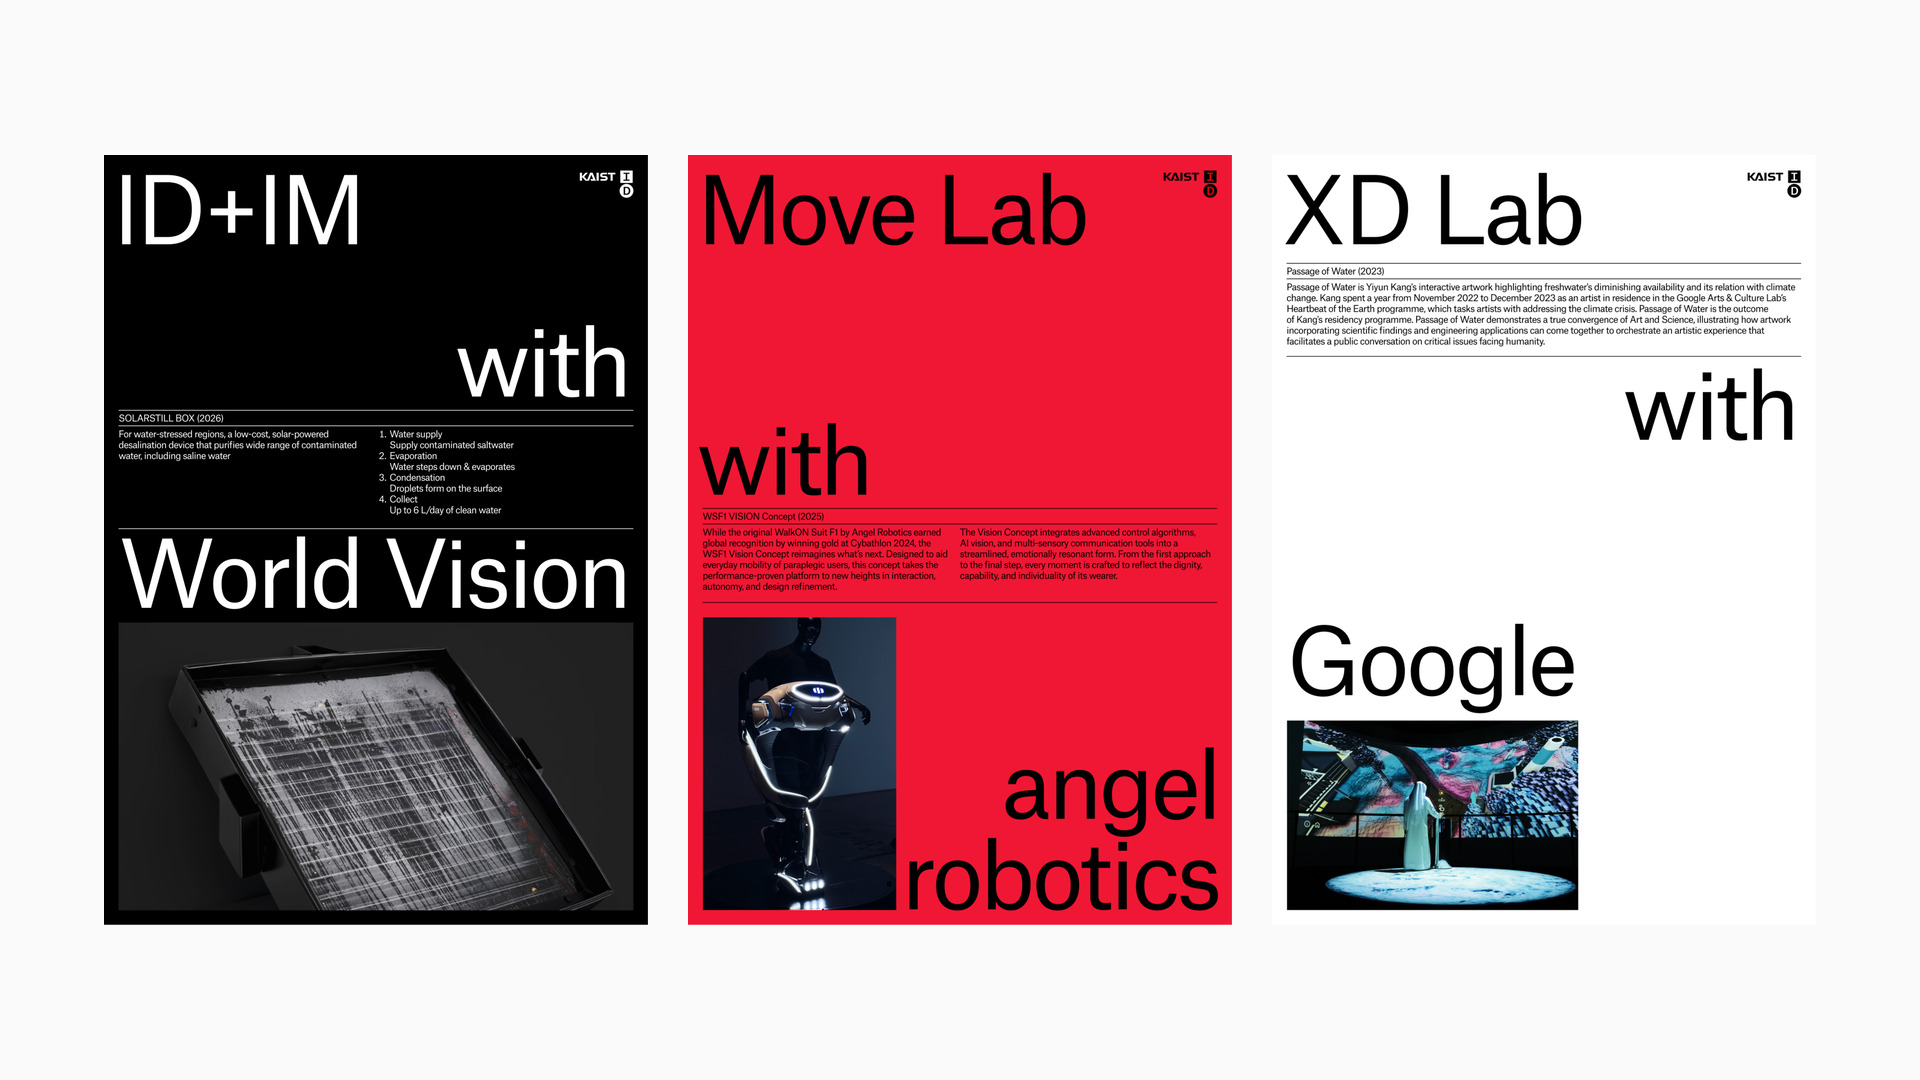 ID+IM
KAIST I
D
with
SOLARSTILL BOX (2026)
For water-stressed regions, a low-cost, solar-powered
desalination device that purifies wide range of contaminated
water, including saline water
1. Water supply
Supply contaminated saltwater
2. Evaporation
Water steps down & evaporates
3. Condensation
Droplets form on the surface
4. Collect
Up to 6 L/day of clean water
World Vision
Move Lab
KAIST I
D
with
WSF1 VISION Concept (2025)
While the original WalkON Suit F1 by Angel Robotics earned
global recognition by winning gold at Cybathlon 2024, the
WSF1 Vision Concept reimagines what's next. Designed to aid
everyday mobility of paraplegic users, this concept takes the
performance-proven platform to new heights in interaction,
autonomy, and design refinement.
The Vision Concept integrates advanced control algorithms,
AI vision, and multi-sensory communication tools into a
streamlined, emotionally resonant form. From the first approach
to the final step, every moment is crafted to reflect the dignity,
capability, and individuality of its wearer.
angel
robotics
XD Lab
KAIST I
D
Passage of Water (2023)
Passage of Water is Yiyun Kang's interactive artwork highlighting freshwater's diminishing availability and its relation with climate
change. Kang spent a year from November 2022 to December 2023 as an artist in residence in the Google Arts & Culture Lab's
Heartbeat of the Earth programme, which tasks artists with addressing the climate crisis. Passage of Water is the outcome
of Kang's residency programme. Passage of Water demonstrates a true convergence of Art and Science, illustrating how artwork
incorporating scientific findings and engineering applications can come together to orchestrate an artistic experience that
facilitates a public conversation on critical issues facing humanity.
with
Google